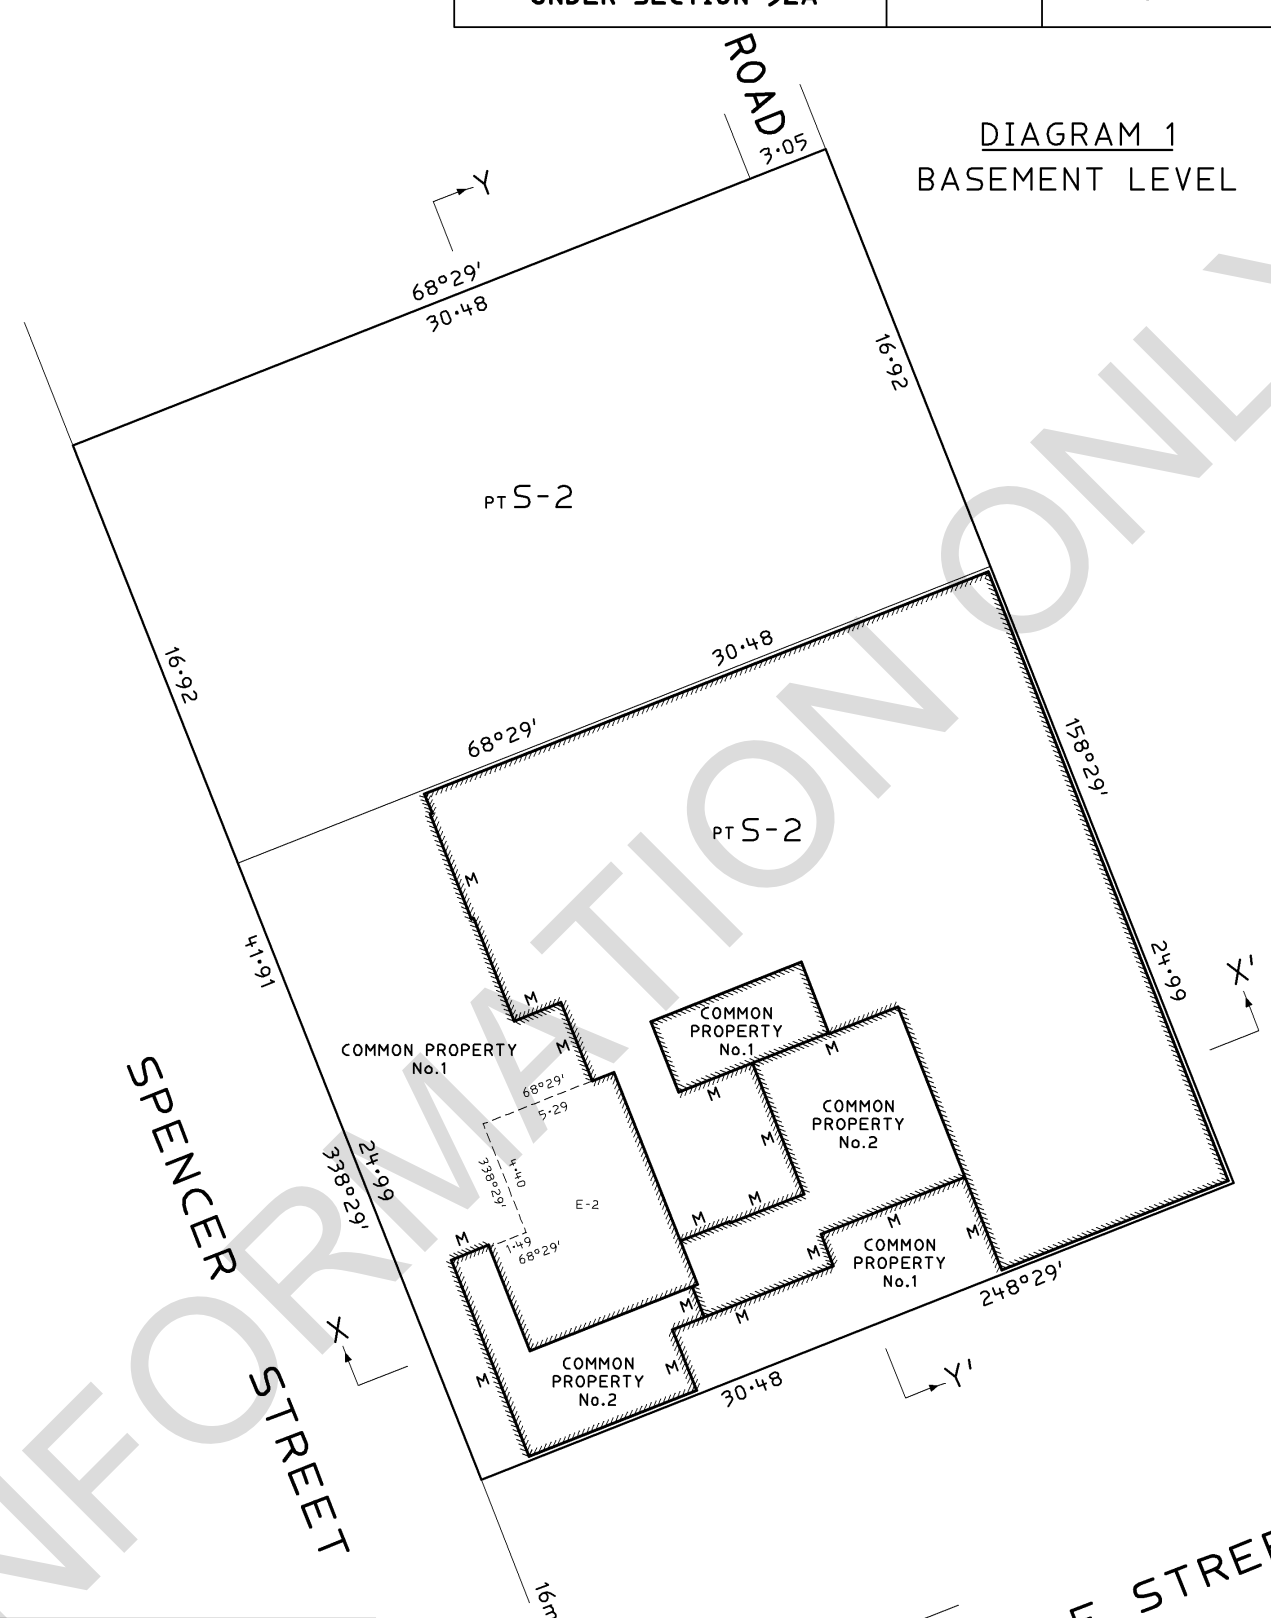 UNDER SECTION 32A
ROAD
3·05
DIAGRAM 1
BASEMENT LEVEL
Y
68°29'
30·48
16·92
PT S-2
16·92
30·48
68°29'
158°29'
PT S-2
M
41·91
24·99
X'
M
COMMON PROPERTY
No.1
M
COMMON
PROPERTY
No.1
M
M
68°29'
5·29
COMMON
PROPERTY
No.2
M
SPENCER
STREET
24·99
338°29'
4·40
338°29'
E-2
M
M
M
M
M
M
1·49
68°29'
COMMON
PROPERTY
No.1
248°29'
M
M
X
M
M
COMMON
PROPERTY
No.2
30·48
Y'
16m
STREE
INFORMATION ONLY